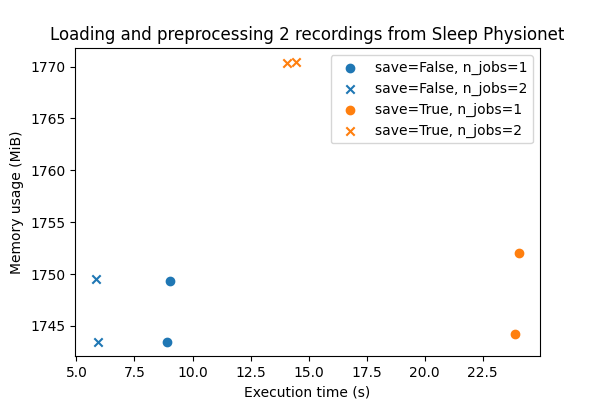 Loading and preprocessing 2 recordings from Sleep Physionet
save=False, n_jobs=1
save=False, n_jobs=2
save=True, n_jobs=1
save=True, n_jobs=2
Memory usage (MiB)
1770
1765
1760
1755
1750
1745
5.0 7.5 10.0 12.5 15.0 17.5 20.0 22.5
Execution time (s)